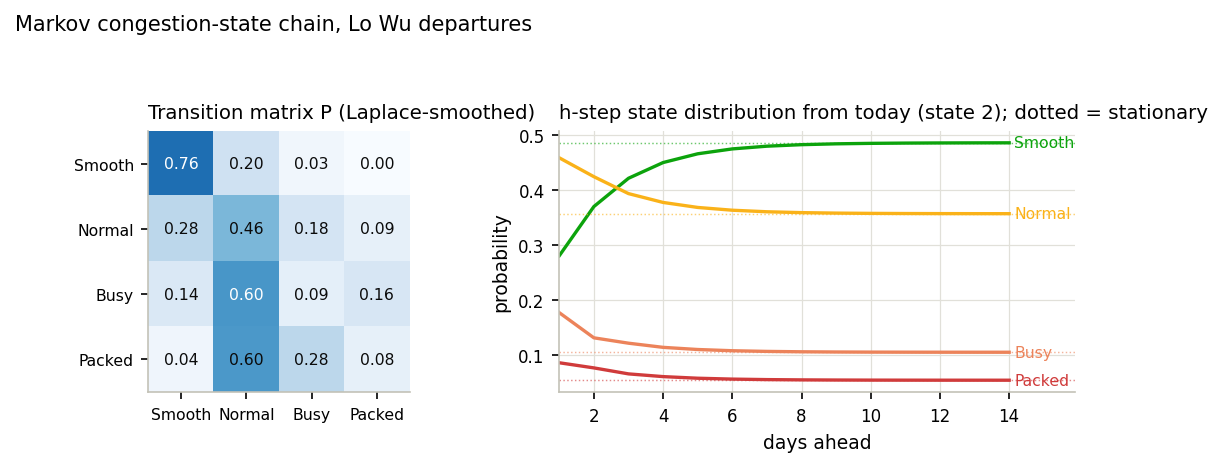 Markov congestion-state chain, Lo Wu departures
Transition matrix P (Laplace-smoothed)
Smooth 0.76 0.20 0.03 0.00
Normal 0.28 0.46 0.18 0.09
Busy 0.14 0.60 0.09 0.16
Packed 0.04 0.60 0.28 0.08
Smooth Normal Busy Packed
h-step state distribution from today (state 2); dotted = stationary
probability
0.5
0.4
0.3
0.2
0.1
Smooth
Normal
Busy
Packed
2 4 6 8 10 12 14
days ahead